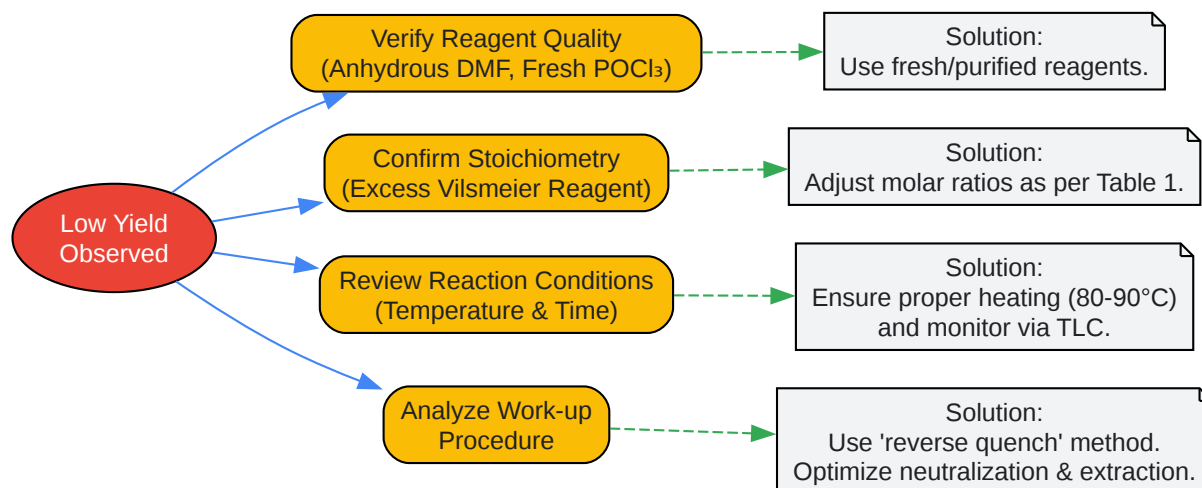 Low Yield
Observed
Verify Reagent Quality
(Anhydrous DMF, Fresh POCl₃)
Solution:
Use fresh/purified reagents.
Confirm Stoichiometry
(Excess Vilsmeier Reagent)
Solution:
Adjust molar ratios as per Table 1.
Review Reaction Conditions
(Temperature & Time)
Solution:
Ensure proper heating (80-90°C)
and monitor via TLC.
Analyze Work-up
Procedure
Solution:
Use 'reverse quench' method.
Optimize neutralization & extraction.